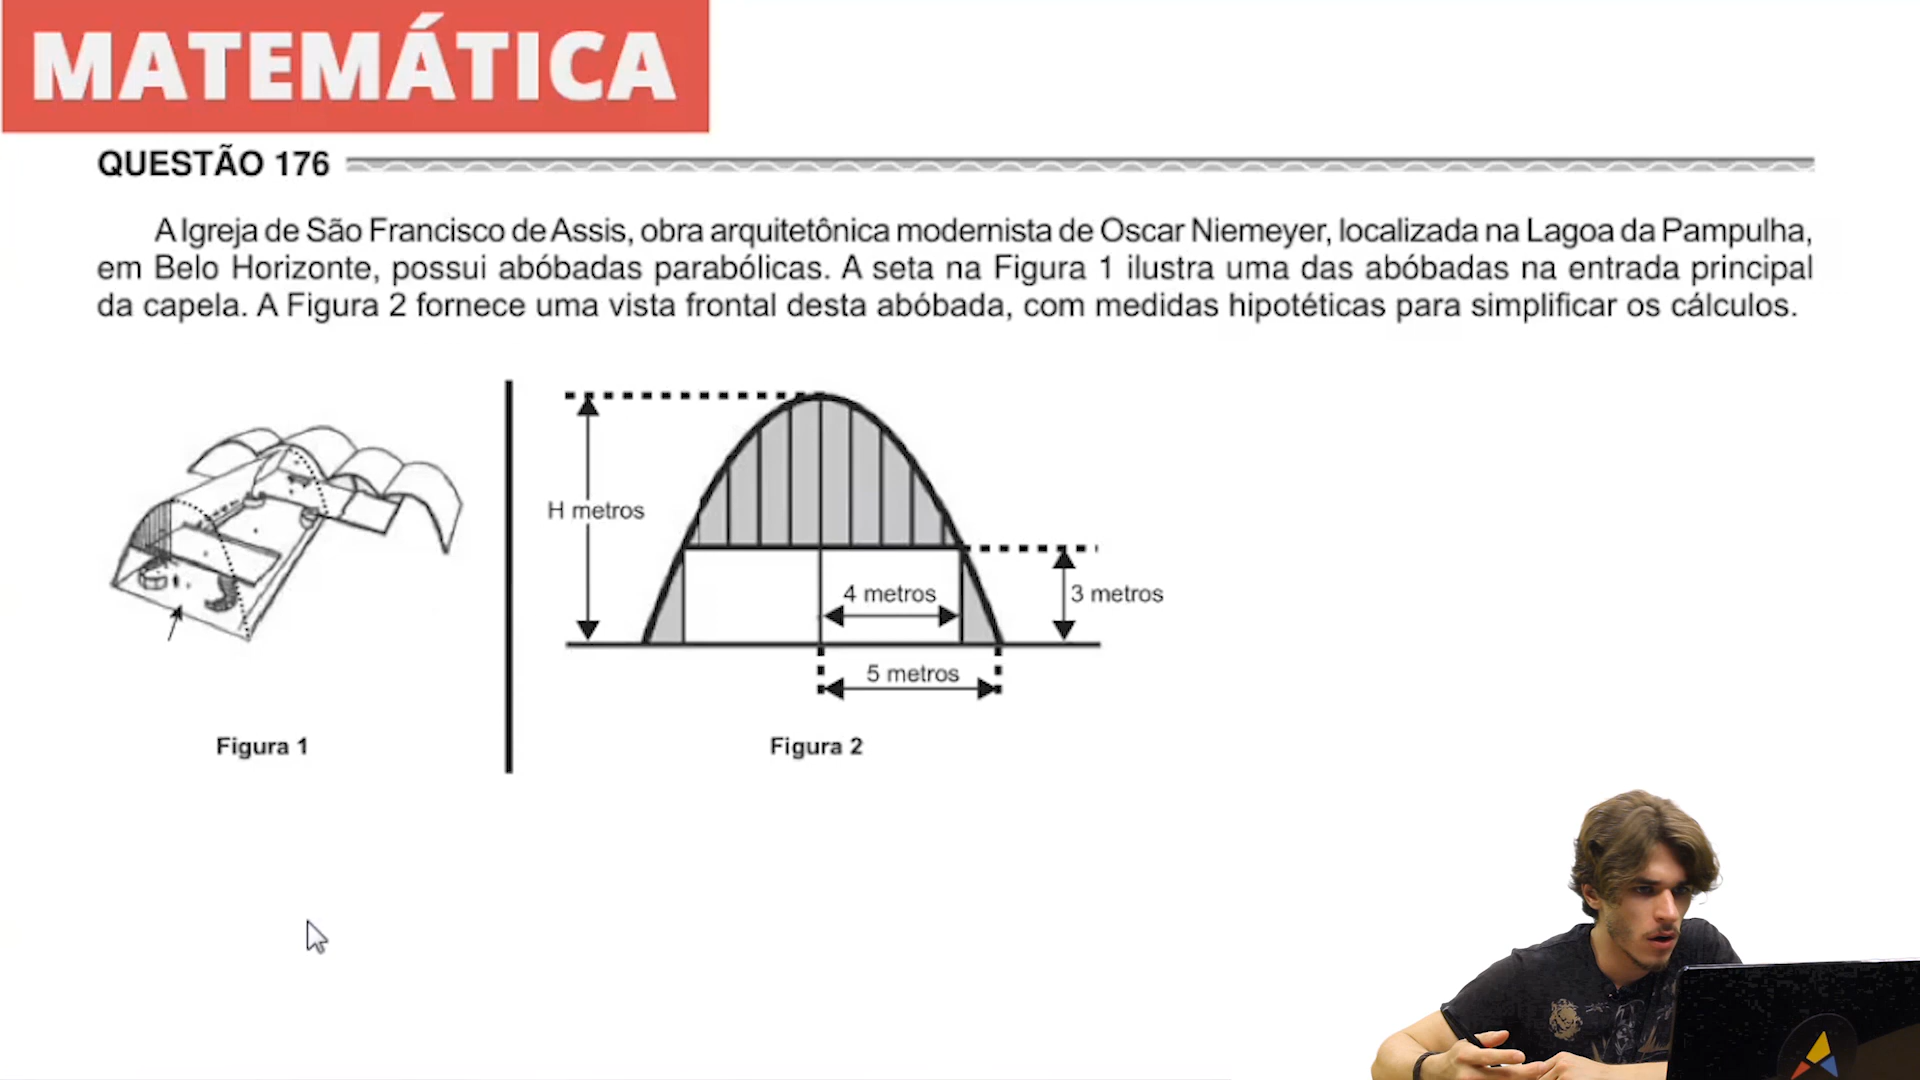 MATEMÁTICA
QUESTÃO 176
A Igreja de São Francisco de Assis, obra arquitetônica modernista de Oscar Niemeyer, localizada na Lagoa da Pampulha,
em Belo Horizonte, possui abóbadas parabólicas. A seta na Figura 1 ilustra uma das abóbadas na entrada principal
da capela. A Figura 2 fornece uma vista frontal desta abóbada, com medidas hipotéticas para simplificar os cálculos.
H metros
4 metros
3 metros
5 metros
Figura 1
Figura 2